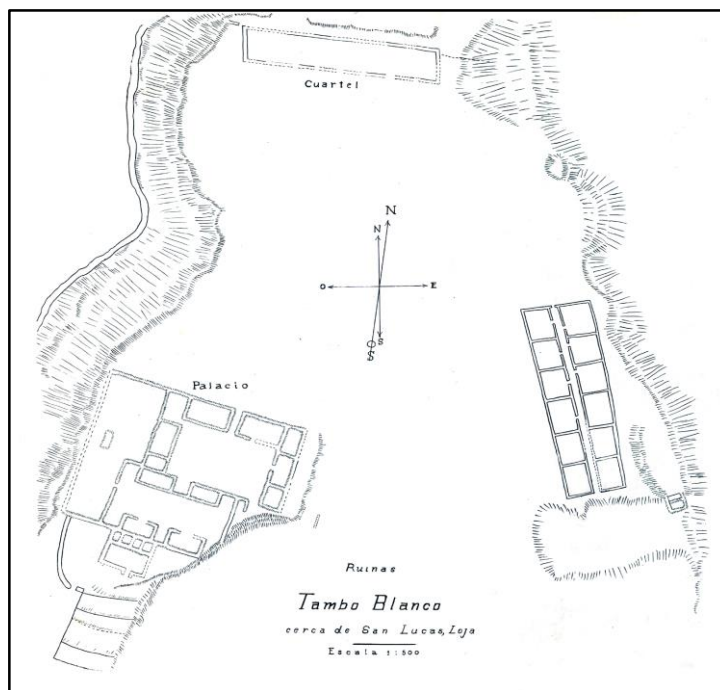 Cuartel
N
N
O
E
S
S
Palacio
Ruinas
Tambo Blanco
cerca de San Lucas, Loja
Escala 1:500